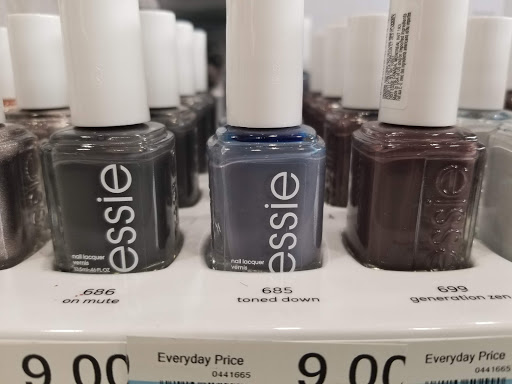 essie
nail lacquer
vernis
essie
nail lacquer
vernis
essie
686
on mute
685
toned down
699
generation zen
9.00
Everyday Price
0441665
9.00
Everyday Price
0441665